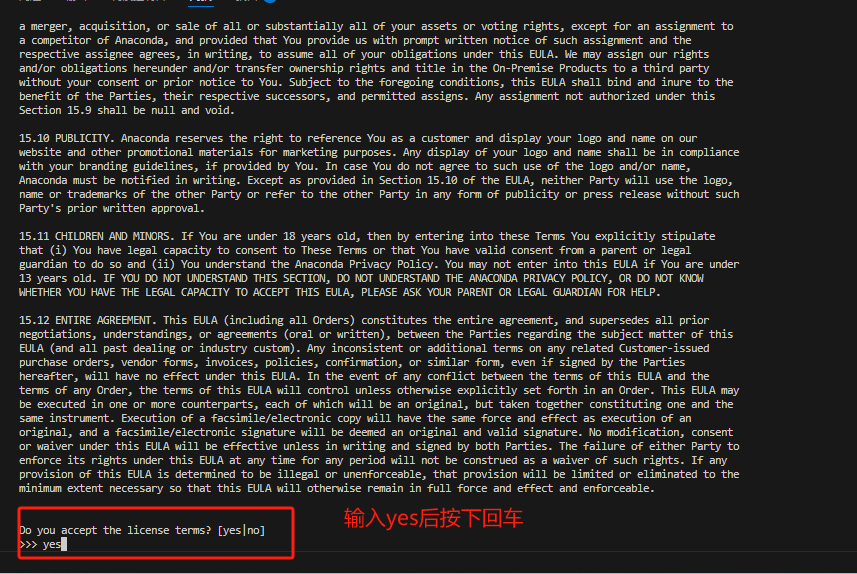 a merger, acquisition, or sale of all or substantially all of your assets or voting rights, except for an assignment to
a competitor of Anaconda, and provided that You provide us with prompt written notice of such assignment and the
respective assignee agrees, in writing, to assume all of your obligations under this EULA. We may assign our rights
and/or obligations hereunder and/or transfer ownership rights and title in the On-Premise Products to a third party
without your consent or prior notice to You. Subject to the foregoing conditions, this EULA shall bind and inure to the
benefit of the Parties, their respective successors, and permitted assigns. Any assignment not authorized under this
Section 15.9 shall be null and void.
15.10 PUBLICITY. Anaconda reserves the right to reference You as a customer and display your logo and name on our
website and other promotional materials for marketing purposes. Any display of your logo and name shall be in compliance
with your branding guidelines, if provided by You. In case You do not agree to such use of the logo and/or name,
Anaconda must be notified in writing. Except as provided in Section 15.10 of the EULA, neither Party will use the logo,
name or trademarks of the other Party or refer to the other Party in any form of publicity or press release without such
Party's prior written approval.
15.11 CHILDREN AND MINORS. If You are under 18 years old, then by entering into these Terms You explicitly stipulate
that (i) You have legal capacity to consent to These Terms or that You have valid consent from a parent or legal
guardian to do so and (ii) You understand the Anaconda Privacy Policy. You may not enter into this EULA if You are under
13 years old. IF YOU DO NOT UNDERSTAND THIS SECTION, DO NOT UNDERSTAND THE ANACONDA PRIVACY POLICY, OR DO NOT KNOW
WHETHER YOU HAVE THE LEGAL CAPACITY TO ACCEPT THIS EULA, PLEASE ASK YOUR PARENT OR LEGAL GUARDIAN FOR HELP.
15.12 ENTIRE AGREEMENT. This EULA (including all Orders) constitutes the entire agreement, and supersedes all prior
negotiations, understandings, or agreements (oral or written), between the Parties regarding the subject matter of this
EULA (and all past dealing or industry custom). Any inconsistent or additional terms on any related Customer-issued
purchase orders, vendor forms, invoices, policies, confirmation, or similar form, even if signed by the Parties
hereafter, will have no effect under this EULA. In the event of any conflict between the terms of this EULA and the
terms of any Order, the terms of this EULA will control unless otherwise explicitly set forth in an Order. This EULA may
be executed in one or more counterparts, each of which will be an original, but taken together constituting one and the
same instrument. Execution of a facsimile/electronic copy will have the same force and effect as execution of an
original, and a facsimile/electronic signature will be deemed an original and valid signature. No modification, consent
or waiver under this EULA will be effective unless in writing and signed by both Parties. The failure of either Party to
enforce its rights under this EULA at any time for any period will not be construed as a waiver of such rights. If any
provision of this EULA is determined to be illegal or unenforceable, that provision will be limited or eliminated to the
minimum extent necessary so that this EULA will otherwise remain in full force and effect and enforceable.
Do you accept the license terms? [yes|no]
>>> yes
输入yes后按下回车